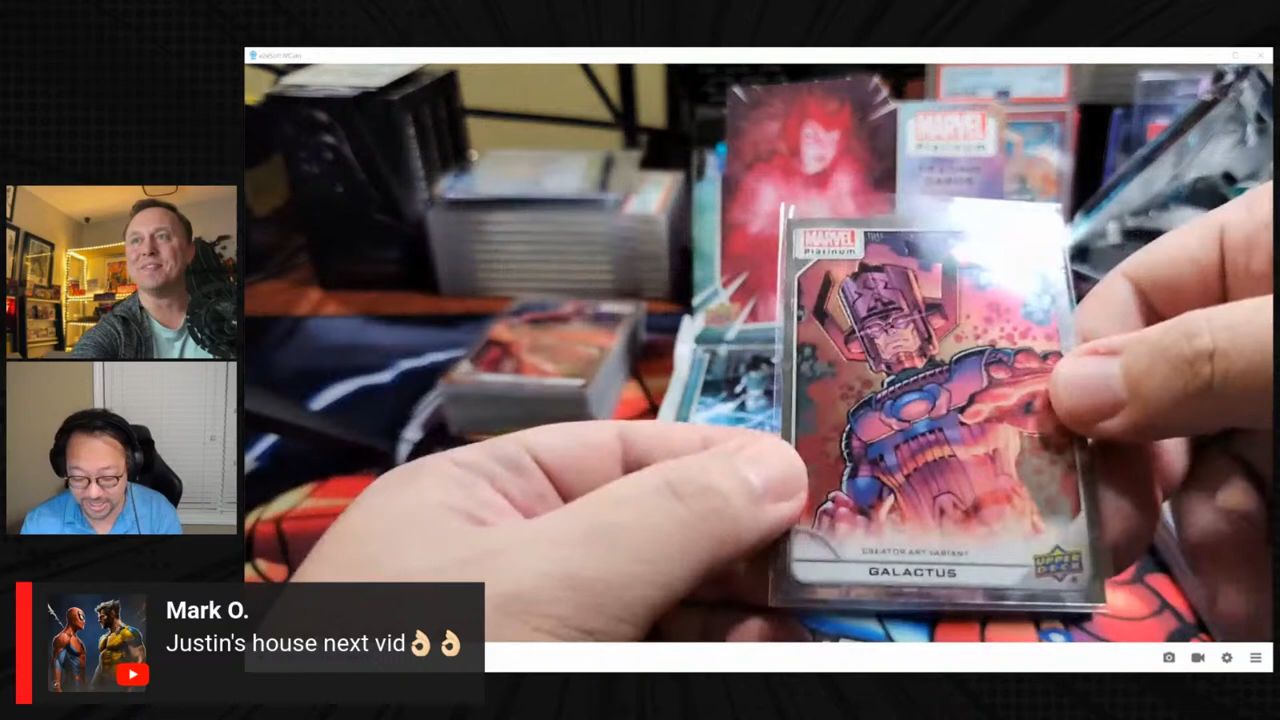 MARVEL
Platinum
MARVEL
Platinum
CREATOR ART VARIANT
GALACTUS
UPPER
DECK
Mark O.
Justin's house next vid👌🏻👌🏻